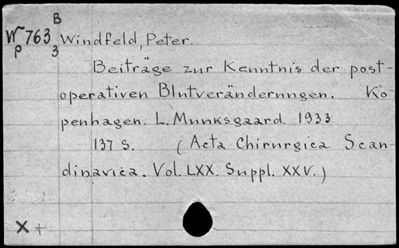 B
W 763 Windfeld, Peter.
p 3
Beiträge zur Kenntnis der post-
operativen Blutveränderungen. Ko-
penhagen. L. Munksgaard 1933
137 S. (Acta Chirurgica Scan-
dinavica. Vol. LXX. Suppl. XXV.)
X +